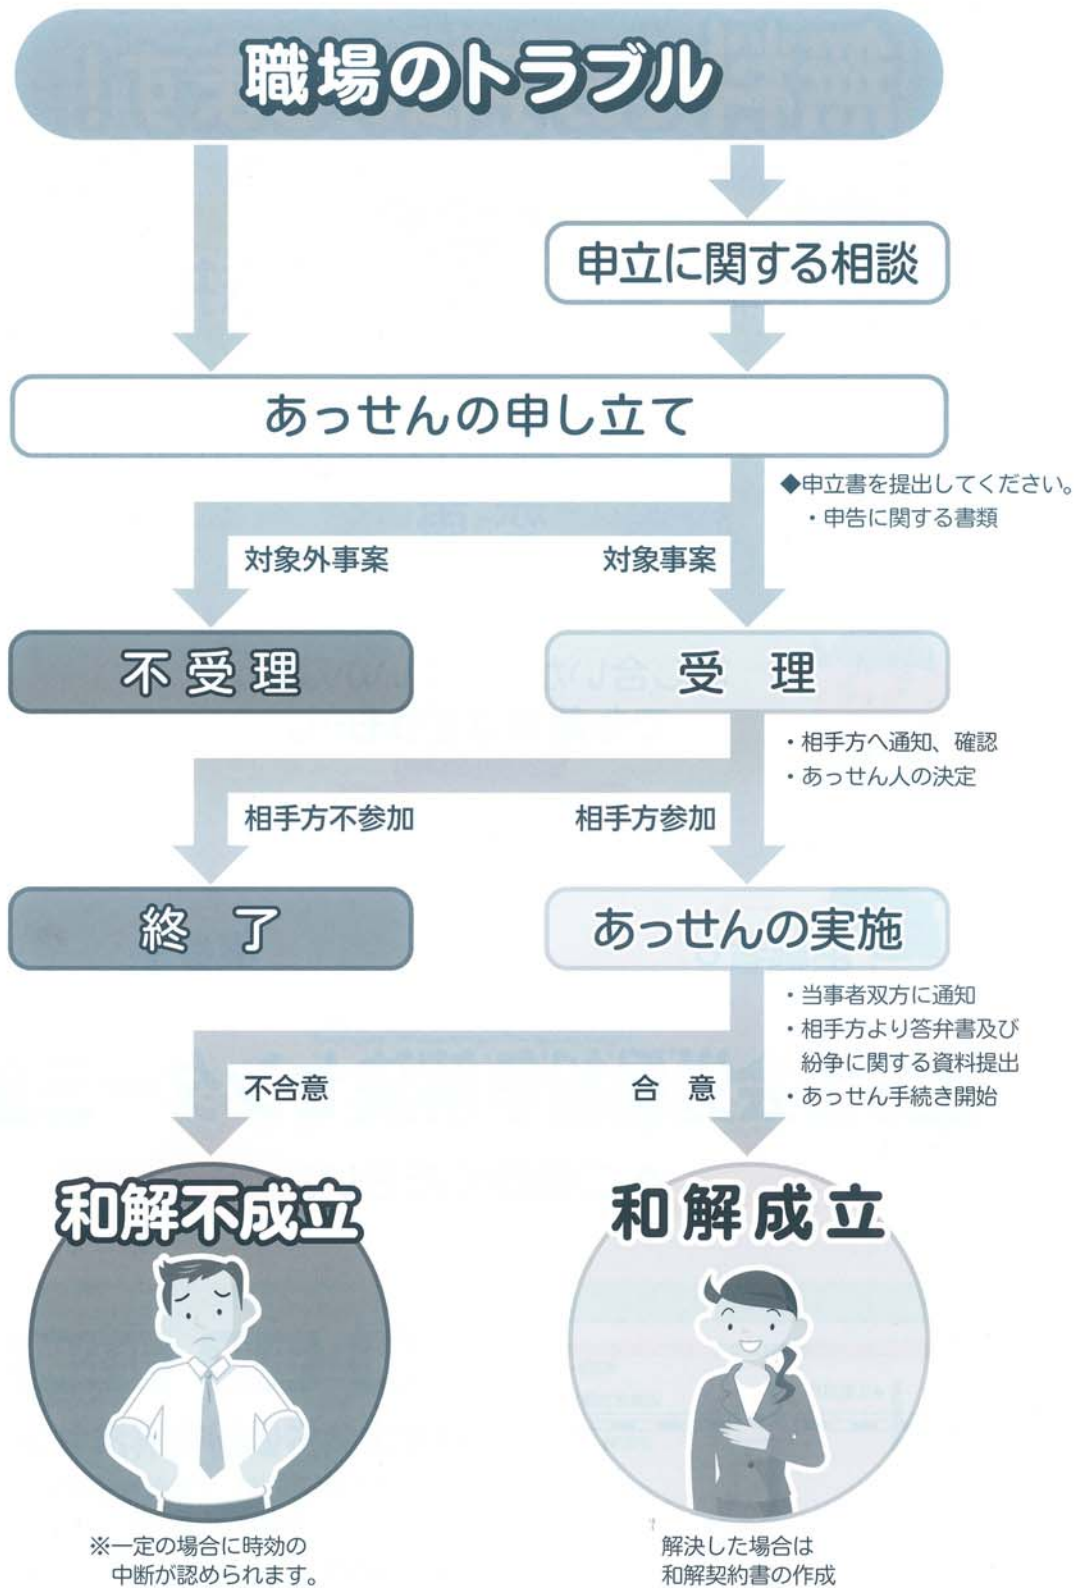 職場のトラブル
申立に関する相談
あっせんの申し立て
◆申立書を提出してください。
・申告に関する書類
対象外事案
対象事案
不受理
受　理
・相手方へ通知、確認
・あっせん人の決定
相手方不参加
相手方参加
終　了
あっせんの実施
・当事者双方に通知
・相手方より答弁書及び
紛争に関する資料提出
・あっせん手続き開始
不合意
合　意
和解不成立
和解成立
※一定の場合に時効の
中断が認められます。
解決した場合は
和解契約書の作成